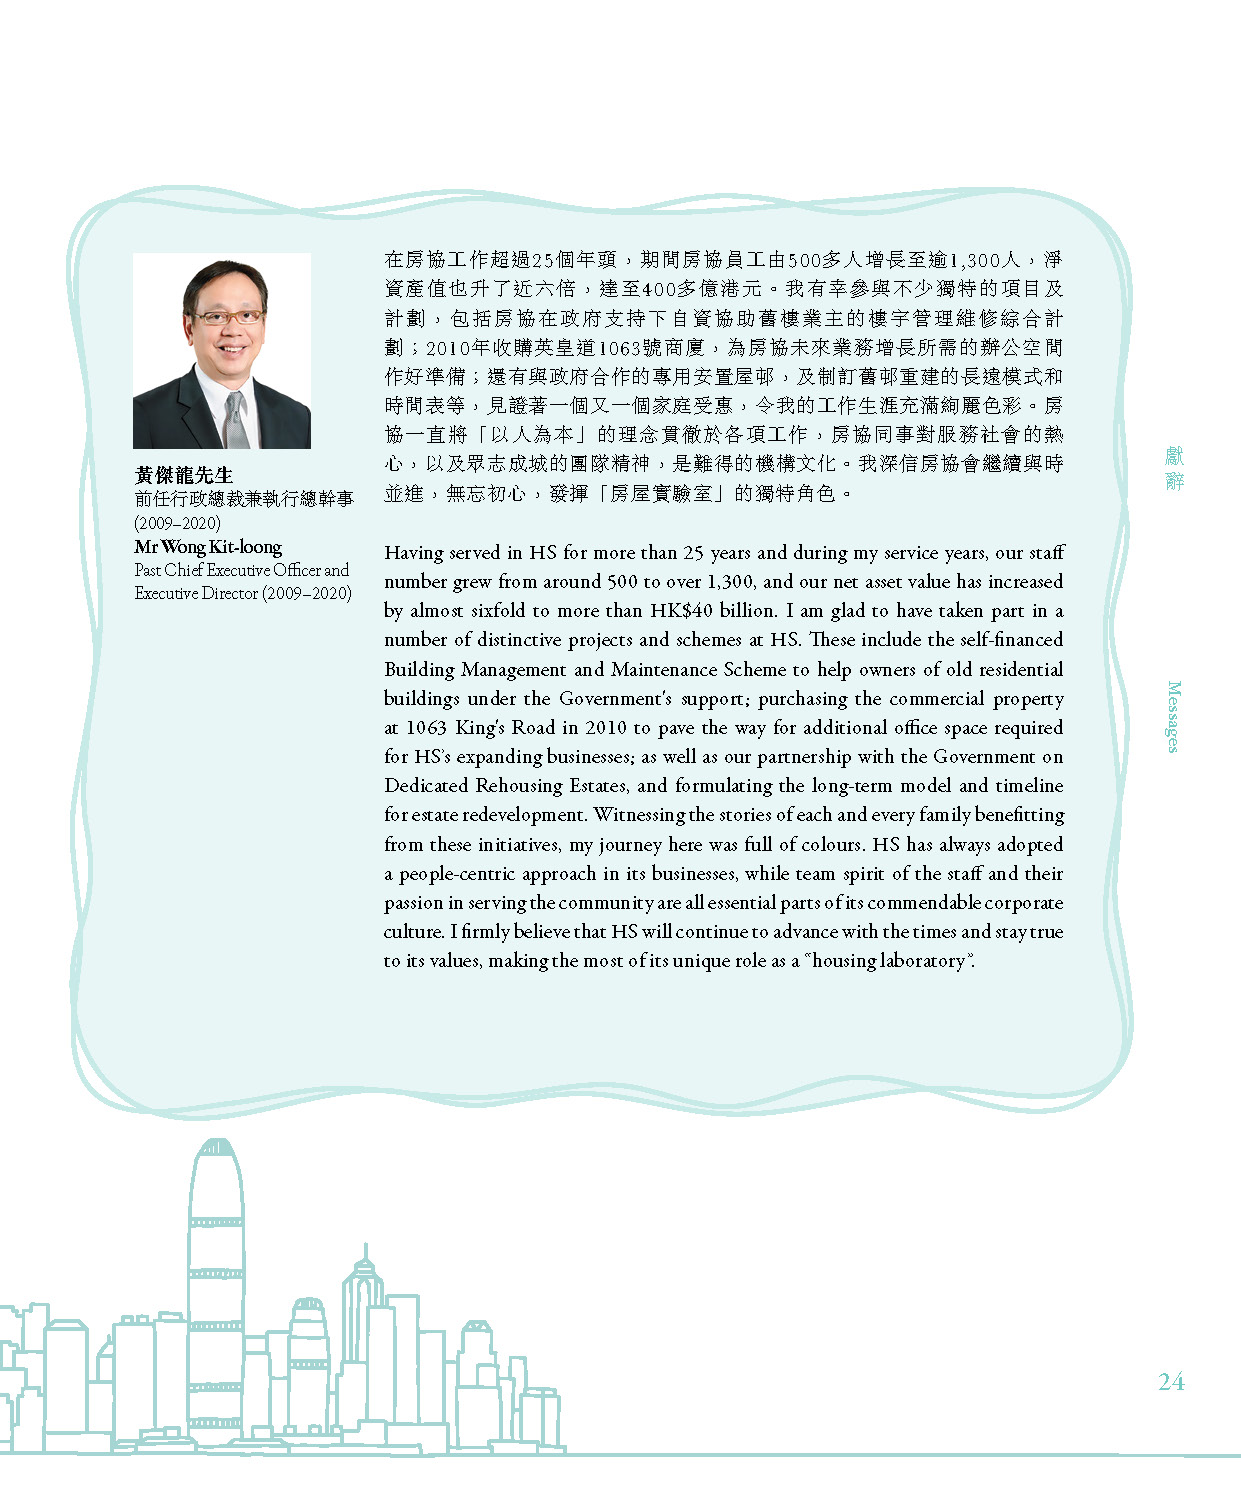 黃傑龍先生
前任行政總裁兼執行總幹事
(2009–2020)
Mr Wong Kit-loong
Past Chief Executive Officer and
Executive Director (2009–2020)
在房協工作超過25個年頭，期間房協員工由500多人增長至逾1,300人，淨
資產值也升了近六倍，達至400多億港元。我有幸參與不少獨特的項目及
計劃，包括房協在政府支持下自資協助舊樓業主的樓宇管理維修綜合計
劃；2010年收購英皇道1063號商廈，為房協未來業務增長所需的辦公空間
作好準備；還有與政府合作的專用安置屋邨，及制訂舊邨重建的長遠模式和
時間表等，見證著一個又一個家庭受惠，令我的工作生涯充滿絢麗色彩。房
協一直將「以人為本」的理念貫徹於各項工作，房協同事對服務社會的熱
心，以及眾志成城的團隊精神，是難得的機構文化。我深信房協會繼續與時
並進，無忘初心，發揮「房屋實驗室」的獨特角色。
Having served in HS for more than 25 years and during my service years, our staff
number grew from around 500 to over 1,300, and our net asset value has increased
by almost sixfold to more than HK$40 billion. I am glad to have taken part in a
number of distinctive projects and schemes at HS. These include the self-financed
Building Management and Maintenance Scheme to help owners of old residential
buildings under the Government's support; purchasing the commercial property
at 1063 King's Road in 2010 to pave the way for additional office space required
for HS’s expanding businesses; as well as our partnership with the Government on
Dedicated Rehousing Estates, and formulating the long-term model and timeline
for estate redevelopment. Witnessing the stories of each and every family benefitting
from these initiatives, my journey here was full of colours. HS has always adopted
a people-centric approach in its businesses, while team spirit of the staff and their
passion in serving the community are all essential parts of its commendable corporate
culture. I firmly believe that HS will continue to advance with the times and stay true
to its values, making the most of its unique role as a “housing laboratory”.
獻辭
Messages
24